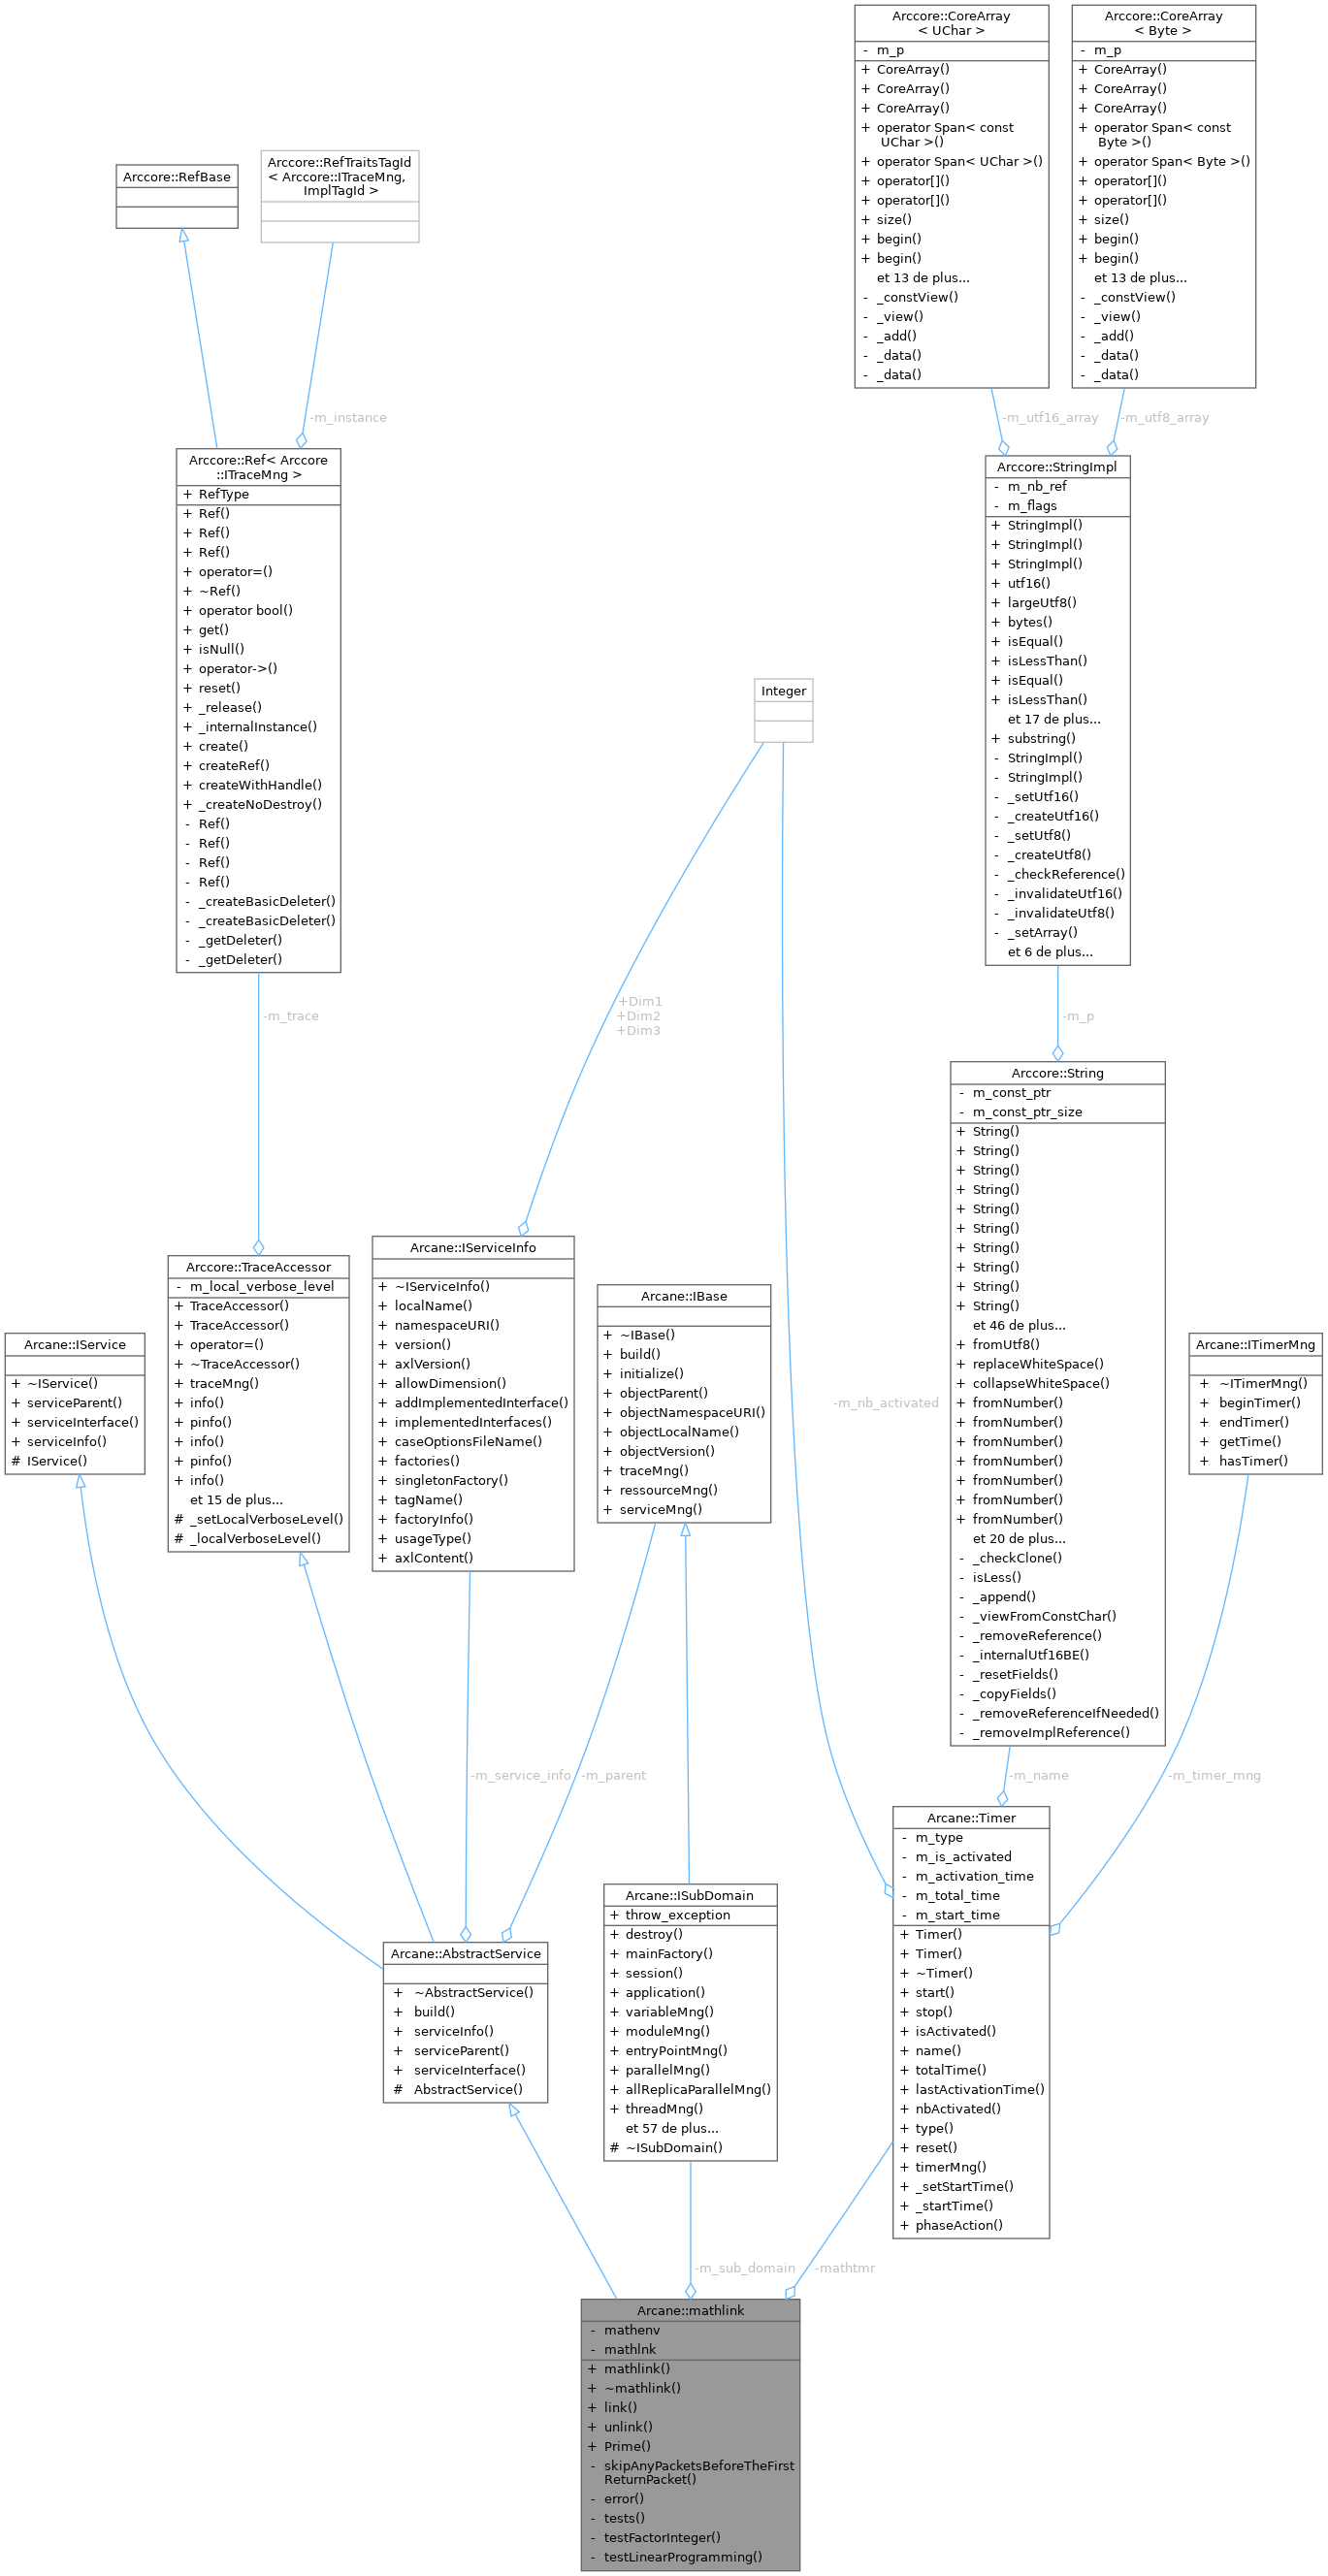 Arccore::CoreArray
< UChar >
- m_p
+ CoreArray()
+ CoreArray()
+ CoreArray()
+ operator Span< const
UChar >()
+ operator Span< UChar >()
+ operator[]()
+ operator[]()
+ size()
+ begin()
+ begin()
et 13 de plus...
- _constView()
- _view()
- _add()
- _data()
- _data()
Arccore::CoreArray
< Byte >
- m_p
+ CoreArray()
+ CoreArray()
+ CoreArray()
+ operator Span< const
Byte >()
+ operator Span< Byte >()
+ operator[]()
+ operator[]()
+ size()
+ begin()
+ begin()
et 13 de plus...
- _constView()
- _view()
- _add()
- _data()
- _data()
Arccore::RefBase
Arccore::RefTraitsTagId
< Arccore::ITraceMng,
ImplTagId >
-m_instance
-m_utf16_array
-m_utf8_array
Arccore::Ref< Arccore
::ITraceMng >
+ RefType
+ Ref()
+ Ref()
+ Ref()
+ operator=()
+ ~Ref()
+ operator bool()
+ get()
+ isNull()
+ operator->()
+ reset()
+ _release()
+ _internalInstance()
+ create()
+ createRef()
+ createWithHandle()
+ _createNoDestroy()
- Ref()
- Ref()
- Ref()
- Ref()
- _createBasicDeleter()
- _createBasicDeleter()
- _getDeleter()
- _getDeleter()
Arccore::StringImpl
- m_nb_ref
- m_flags
+ StringImpl()
+ StringImpl()
+ StringImpl()
+ utf16()
+ largeUtf8()
+ bytes()
+ isEqual()
+ isLessThan()
+ isEqual()
+ isLessThan()
et 17 de plus...
+ substring()
- StringImpl()
- StringImpl()
- _setUtf16()
- _createUtf16()
- _setUtf8()
- _createUtf8()
- _checkReference()
- _invalidateUtf16()
- _invalidateUtf8()
- _setArray()
et 6 de plus...
Integer
-m_trace
+Dim1
+Dim2
+Dim3
-m_p
Arccore::String
- m_const_ptr
- m_const_ptr_size
+ String()
+ String()
+ String()
+ String()
+ String()
+ String()
+ String()
+ String()
+ String()
+ String()
et 46 de plus...
+ fromUtf8()
+ replaceWhiteSpace()
+ collapseWhiteSpace()
+ fromNumber()
+ fromNumber()
+ fromNumber()
+ fromNumber()
+ fromNumber()
+ fromNumber()
+ fromNumber()
et 20 de plus...
- _checkClone()
- isLess()
- _append()
- _viewFromConstChar()
- _removeReference()
- _internalUtf16BE()
- _resetFields()
- _copyFields()
- _removeReferenceIfNeeded()
- _removeImplReference()
Arcane::IService
+ ~IService()
+ serviceParent()
+ serviceInterface()
+ serviceInfo()
# IService()
Arccore::TraceAccessor
- m_local_verbose_level
+ TraceAccessor()
+ TraceAccessor()
+ operator=()
+ ~TraceAccessor()
+ traceMng()
+ info()
+ pinfo()
+ info()
+ pinfo()
+ info()
et 15 de plus...
# _setLocalVerboseLevel()
# _localVerboseLevel()
Arcane::IServiceInfo
+ ~IServiceInfo()
+ localName()
+ namespaceURI()
+ version()
+ axlVersion()
+ allowDimension()
+ addImplementedInterface()
+ implementedInterfaces()
+ caseOptionsFileName()
+ factories()
+ singletonFactory()
+ tagName()
+ factoryInfo()
+ usageType()
+ axlContent()
Arcane::IBase
+ ~IBase()
+ build()
+ initialize()
+ objectParent()
+ objectNamespaceURI()
+ objectLocalName()
+ objectVersion()
+ traceMng()
+ ressourceMng()
+ serviceMng()
-m_nb_activated
Arcane::ITimerMng
+ ~ITimerMng()
+ beginTimer()
+ endTimer()
+ getTime()
+ hasTimer()
-m_service_info
-m_parent
-m_name
-m_timer_mng
Arcane::AbstractService
+ ~AbstractService()
+ build()
+ serviceInfo()
+ serviceParent()
+ serviceInterface()
# AbstractService()
Arcane::ISubDomain
+ throw_exception
+ destroy()
+ mainFactory()
+ session()
+ application()
+ variableMng()
+ moduleMng()
+ entryPointMng()
+ parallelMng()
+ allReplicaParallelMng()
+ threadMng()
et 57 de plus...
# ~ISubDomain()
Arcane::Timer
- m_type
- m_is_activated
- m_activation_time
- m_total_time
- m_start_time
+ Timer()
+ Timer()
+ ~Timer()
+ start()
+ stop()
+ isActivated()
+ name()
+ totalTime()
+ lastActivationTime()
+ nbActivated()
+ type()
+ reset()
+ timerMng()
+ _setStartTime()
+ _startTime()
+ phaseAction()
-m_sub_domain
-mathtmr
Arcane::mathlink
- mathenv
- mathlnk
+ mathlink()
+ ~mathlink()
+ link()
+ unlink()
+ Prime()
- skipAnyPacketsBeforeTheFirst
ReturnPacket()
- error()
- tests()
- testFactorInteger()
- testLinearProgramming()